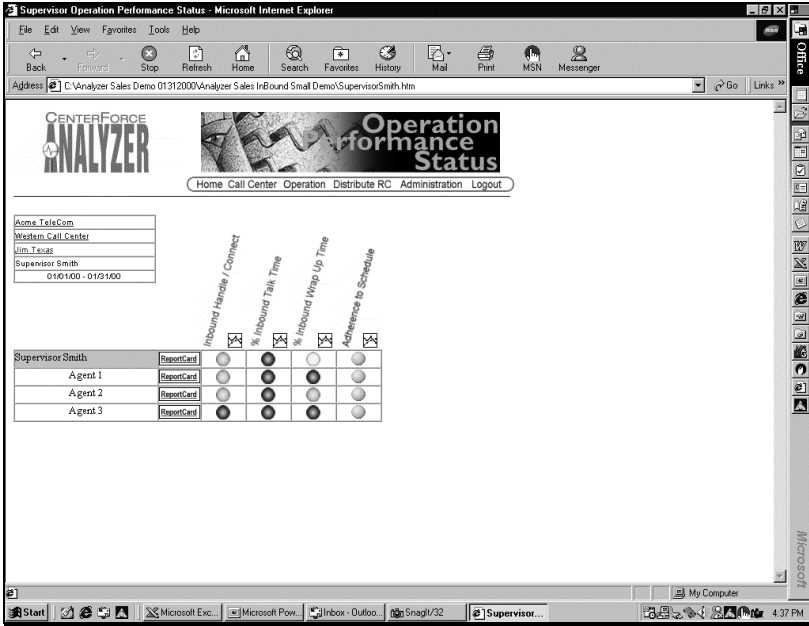 Supervisor Operation Performance Status - Microsoft Internet Explorer
File Edit View Favorites Tools Help
Back Forward Stop Refresh Home Search Favorites History Mail Print MSN Messenger
Address C:\Analyzer Sales Demo 01312000\Analyzer Sales InBound Small Demo\SupervisorSmith.htm Go Links »
Office
CENTERFORCE
ANALYZER
Operation
Performance
Status
Home Call Center Operation Distribute RC Administration Logout
Acme TeleCom
Western Call Center
Jim Texas
Supervisor Smith
01/01/00 - 01/31/00
Inbound Handle / Connect
% Inbound Talk Time
% Inbound Wrap Up Time
Adherence to Schedule
Supervisor Smith ReportCard
Agent 1 ReportCard
Agent 2 ReportCard
Agent 3 ReportCard
Microsoft
My Computer
Start Microsoft Exc... Microsoft Pow... Inbox - Outloo... SnagIt/32 Supervisor... 4:37 PM